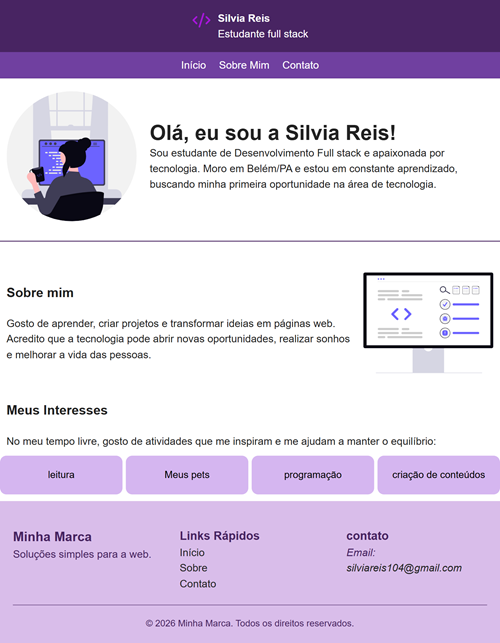 Silvia Reis
Estudante full stack
Início Sobre Mim Contato
Olá, eu sou a Silvia Reis!
Sou estudante de Desenvolvimento Full stack e apaixonada por
tecnologia. Moro em Belém/PA e estou em constante aprendizado,
buscando minha primeira oportunidade na área de tecnologia.
Sobre mim
Gosto de aprender, criar projetos e transformar ideias em páginas web.
Acredito que a tecnologia pode abrir novas oportunidades, realizar sonhos
e melhorar a vida das pessoas.
Meus Interesses
No meu tempo livre, gosto de atividades que me inspiram e me ajudam a manter o equilíbrio:
leitura
Meus pets
programação
criação de conteúdos
Minha Marca
Soluções simples para a web.
Links Rápidos
Início
Sobre
Contato
contato
Email:
silviareis104@gmail.com
© 2026 Minha Marca. Todos os direitos reservados.